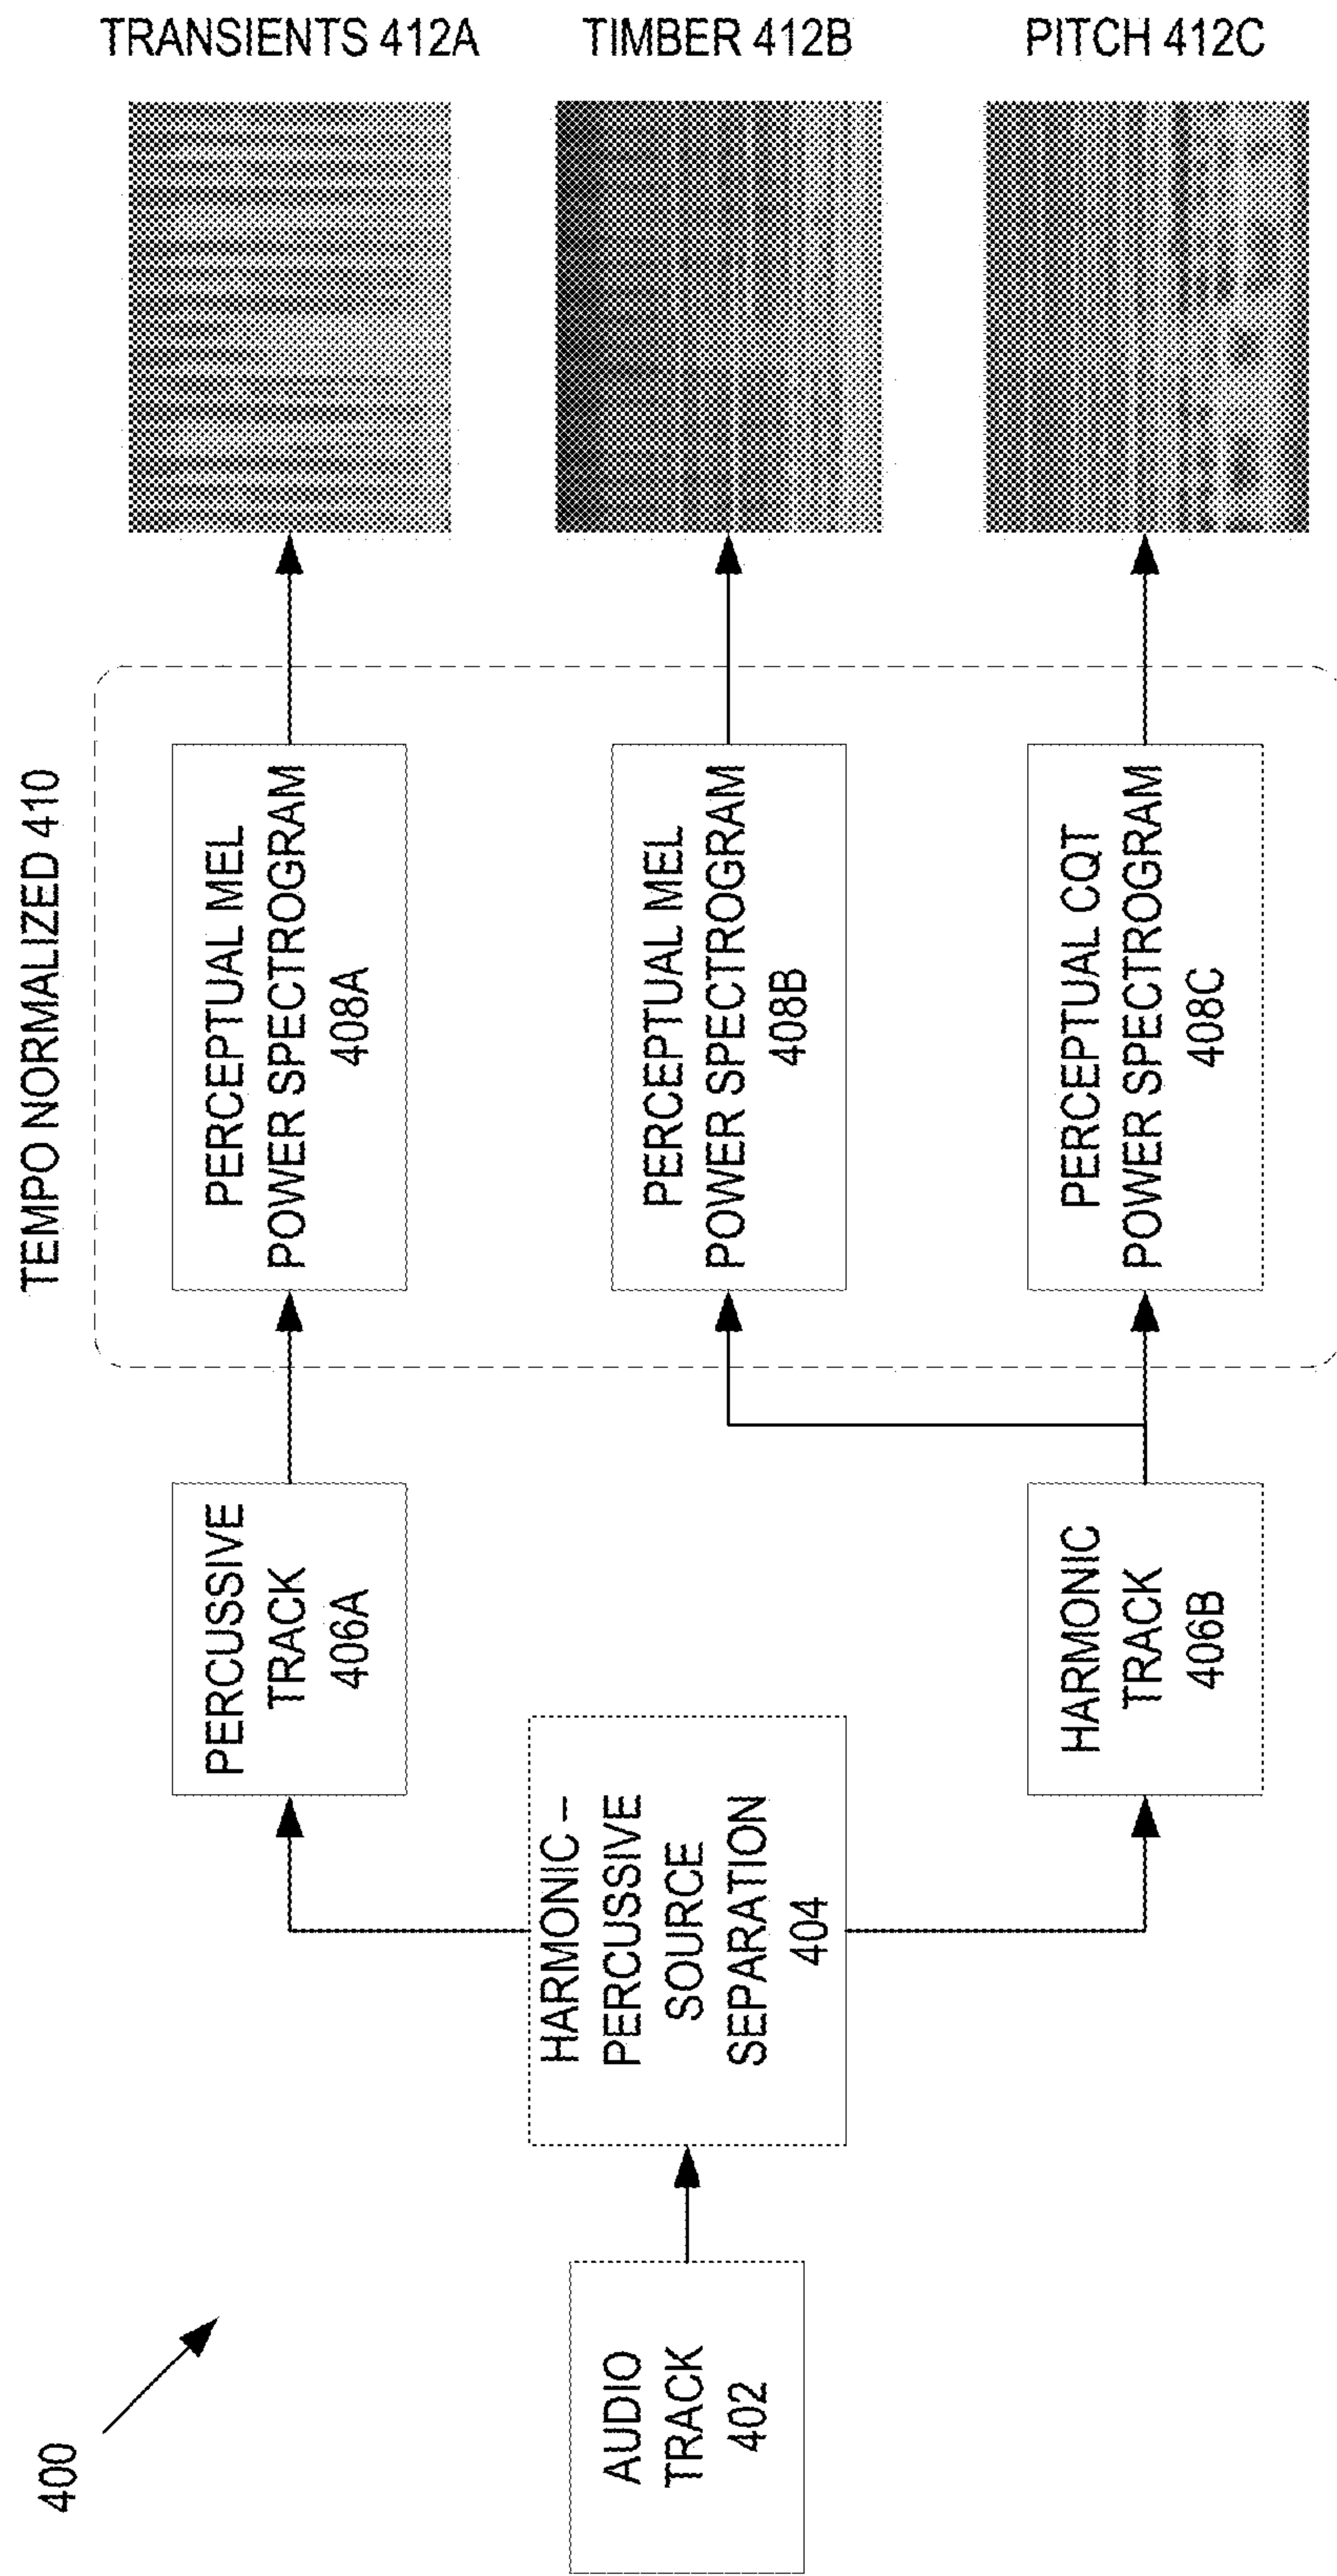 400
AUDIO
TRACK
402
HARMONIC –
PERCUSSIVE
SOURCE
SEPARATION
404
PERCUSSIVE
TRACK
406A
HARMONIC
TRACK
406B
TEMPO NORMALIZED 410
PERCEPTUAL MEL
POWER SPECTROGRAM
408A
PERCEPTUAL MEL
POWER SPECTROGRAM
408B
PERCEPTUAL CQT
POWER SPECTROGRAM
408C
TRANSIENTS 412A
TIMBER 412B
PITCH 412C